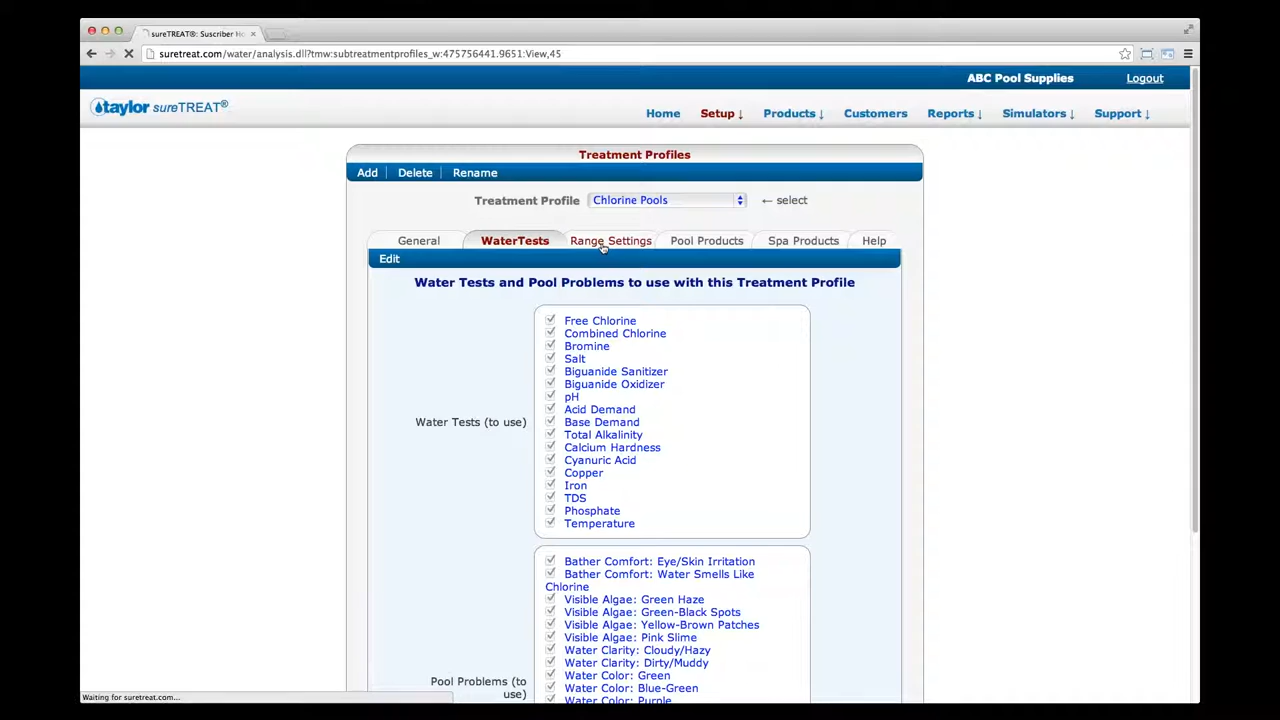 sureTREAT®: Suscriber Ho
suretreat.com/water/analysis.dll?tmw:subtreatmentprofiles_w:475756441.9651:View,45
ABC Pool Supplies Logout
taylor sureTREAT®
Home Setup ↓ Products ↓ Customers Reports ↓ Simulators ↓ Support ↓
Treatment Profiles
Add Delete Rename
Treatment Profile Chlorine Pools ← select
General WaterTests Range Settings Pool Products Spa Products Help
Edit
Water Tests and Pool Problems to use with this Treatment Profile
Free Chlorine
Combined Chlorine
Bromine
Salt
Biguanide Sanitizer
Biguanide Oxidizer
pH
Acid Demand
Water Tests (to use) Base Demand
Total Alkalinity
Calcium Hardness
Cyanuric Acid
Copper
Iron
TDS
Phosphate
Temperature
Bather Comfort: Eye/Skin Irritation
Bather Comfort: Water Smells Like
Chlorine
Visible Algae: Green Haze
Visible Algae: Green-Black Spots
Visible Algae: Yellow-Brown Patches
Visible Algae: Pink Slime
Water Clarity: Cloudy/Hazy
Water Clarity: Dirty/Muddy
Water Color: Green
Pool Problems (to
use)
Water Color: Blue-Green
Water Color: Purple
Waiting for suretreat.com...